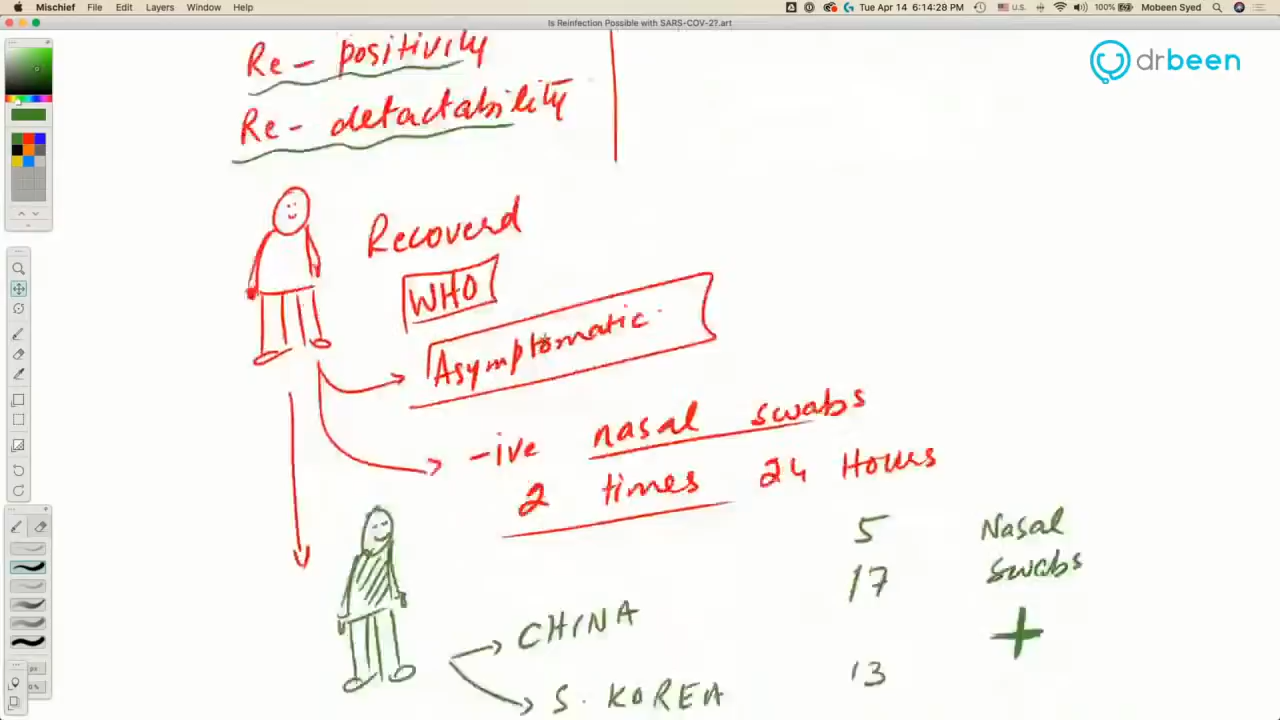 Mischief File Edit Layers Window Help 100% Tue Apr 14 6:14:28 PM Mobeen Syed
Is Reinfection Possible with SARS-COV-2?.art
drbeen
Re - positivity
Re - detactability
Recoverd
WHO
Asymptomatic
-ive nasal swabs
2 times 24 Hours
5 Nasal
17 Swabs
+
CHINA
13
S. KOREA